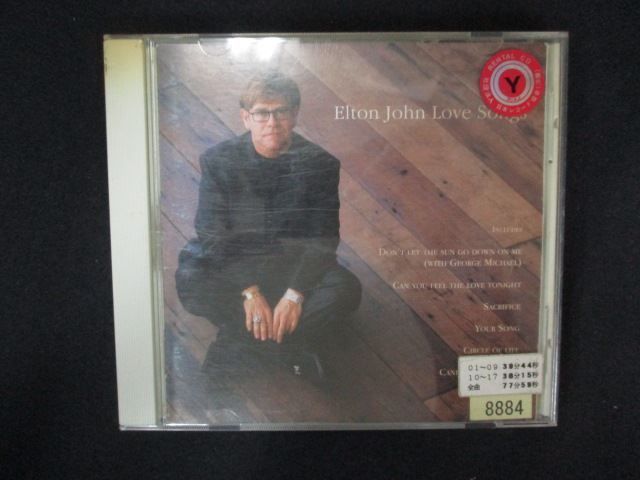 RENTAL CD
Y
Elton John Love Songs
INCLUDES
DON'T LET THE SUN GO DOWN ON ME
(WITH GEORGE MICHAEL)
CAN YOU FEEL THE LOVE TONIGHT
SACRIFICE
YOUR SONG
CIRCLE OF LIFE
01〜09 39分44秒
10〜17 38分15秒
全曲 77分59秒
8884